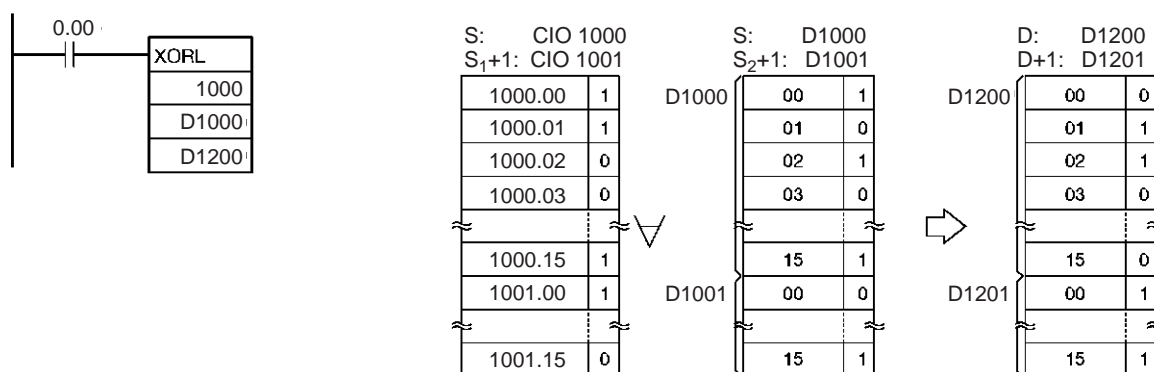 0.00
XORL
1000
D1000
D1200
S: CIO 1000
S1+1: CIO 1001
1000.00 1
1000.01 1
1000.02 0
1000.03 0
1000.15 1
1001.00 1
1001.15 0
∀
S: D1000
S2+1: D1001
D1000 00 1
01 0
02 1
03 0
15 1
D1001 00 0
15 1
D: D1200
D+1: D1201
D1200 00 0
01 1
02 1
03 0
15 0
D1201 00 1
15 1